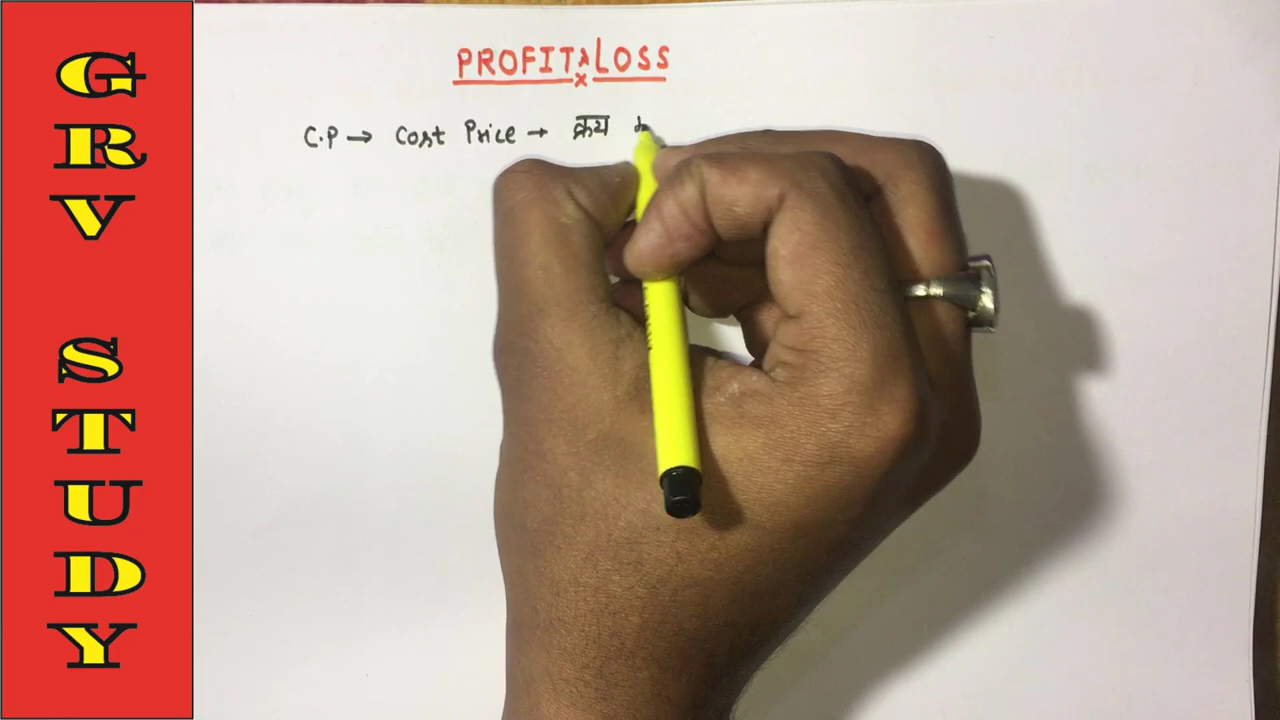 GRV STUDY
PROFIT & LOSS
C.P → Cost Price → क्रय